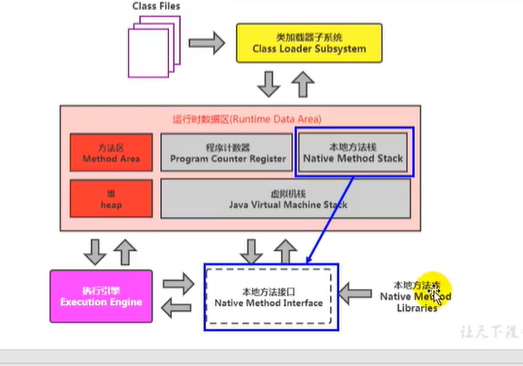 Class Files
类加载器子系统
Class Loader Subsystem
运行时数据区(Runtime Data Area)
方法区
Method Area
程序计数器
Program Counter Register
本地方法栈
Native Method Stack
堆
heap
虚拟机栈
Java Virtual Machine Stack
执行引擎
Execution Engine
本地方法接口
Native Method Interface
本地方法库
Native Method
Libraries
让天下没